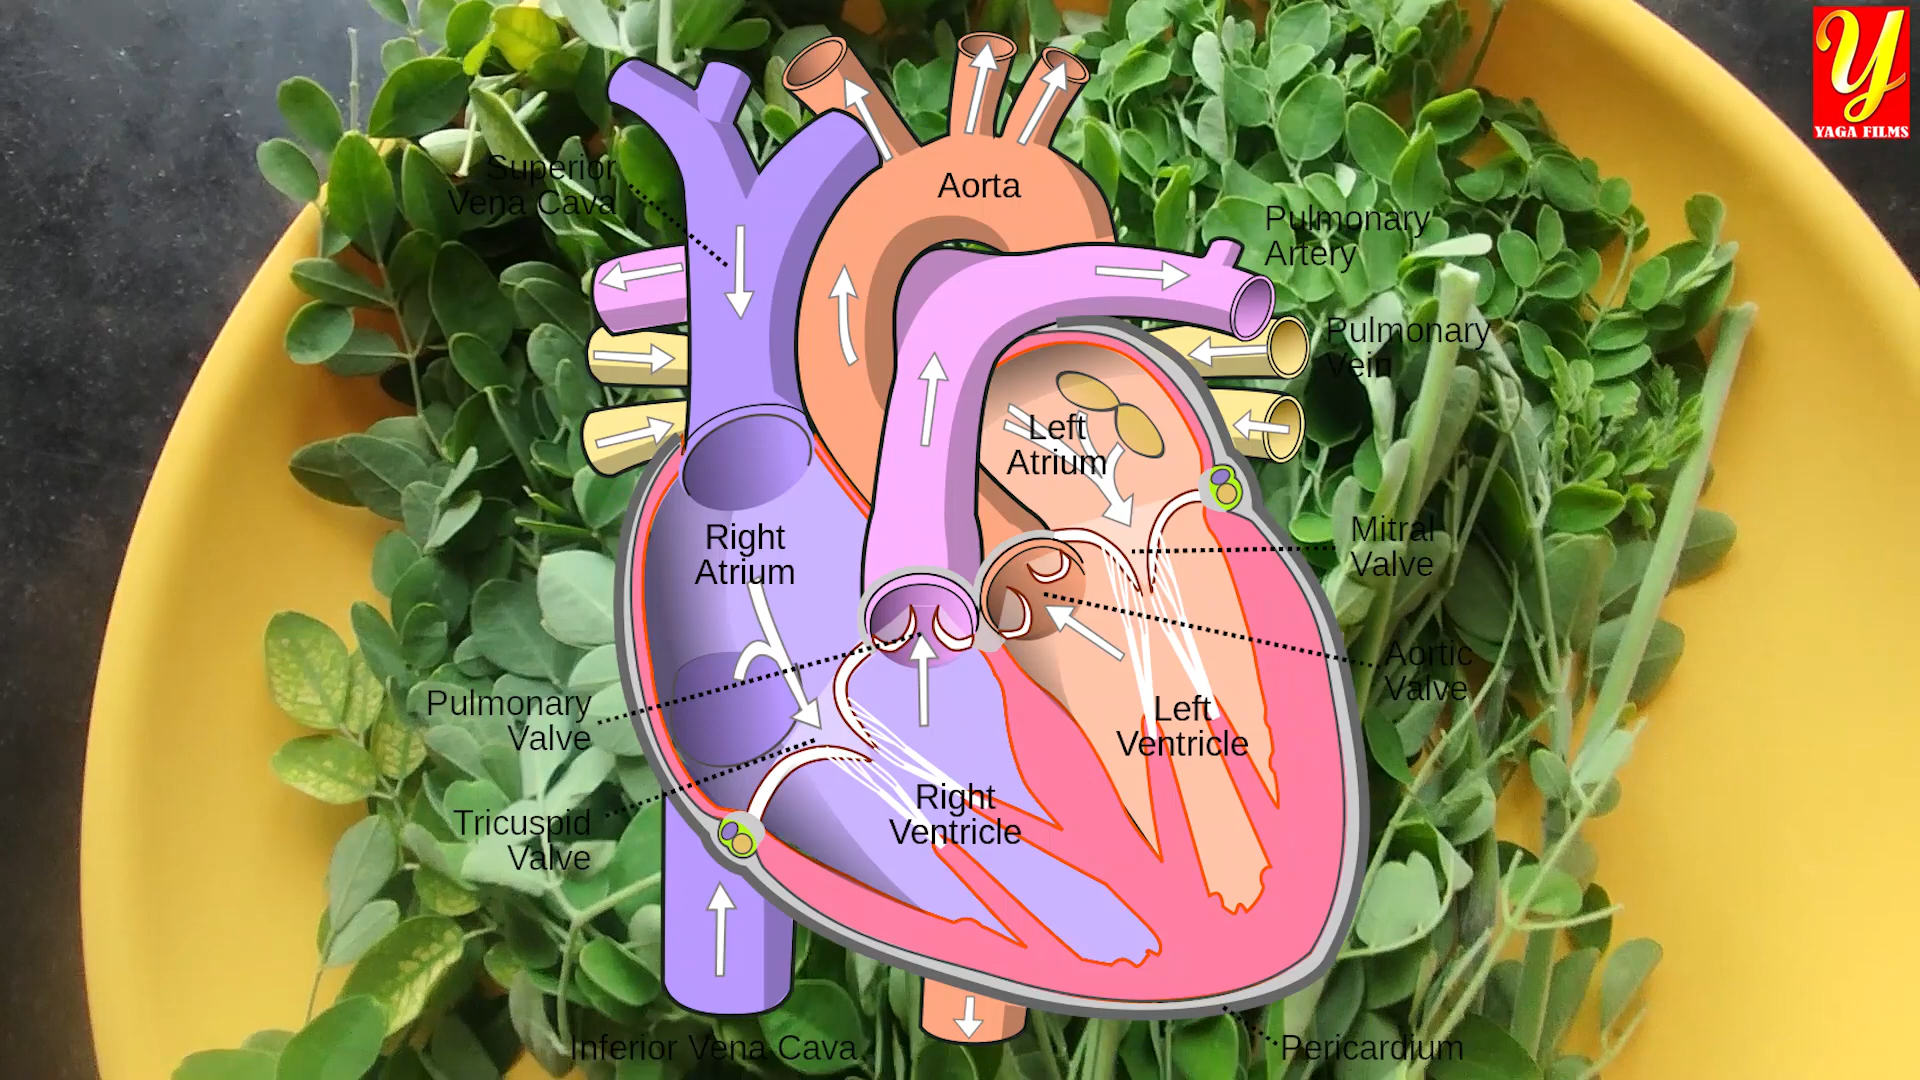 Y
YAGA FILMS
Superior
Vena Cava
Aorta
Pulmonary
Artery
Pulmonary
Vein
Left
Atrium
Right
Atrium
Mitral
Valve
Aortic
Valve
Pulmonary
Valve
Left
Ventricle
Right
Ventricle
Tricuspid
Valve
Inferior Vena Cava
Pericardium